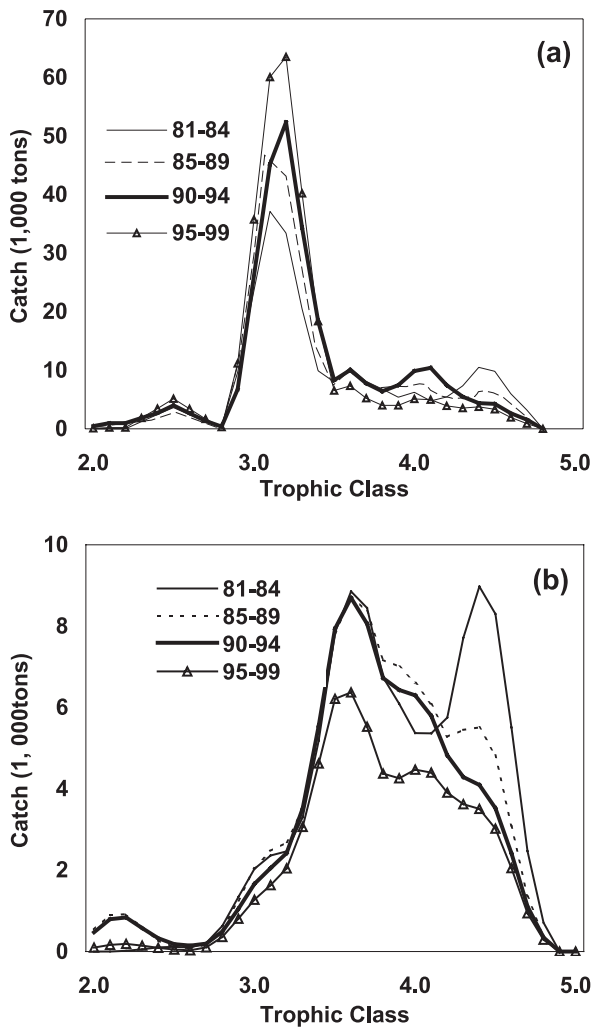 70
60
50
40
30
20
10
0
Catch (1,000 tons)
(a)
81-84
85-89
90-94
95-99
2.0 3.0 4.0 5.0
Trophic Class
10
8
6
4
2
0
Catch (1, 000tons)
(b)
81-84
85-89
90-94
95-99
2.0 3.0 4.0 5.0
Trophic Class